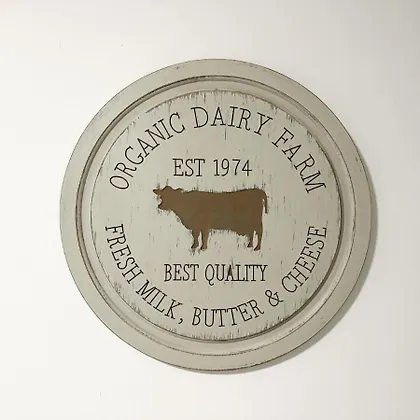 ORGANIC DAIRY FARM
EST 1974
BEST QUALITY
FRESH MILK, BUTTER & CHEESE